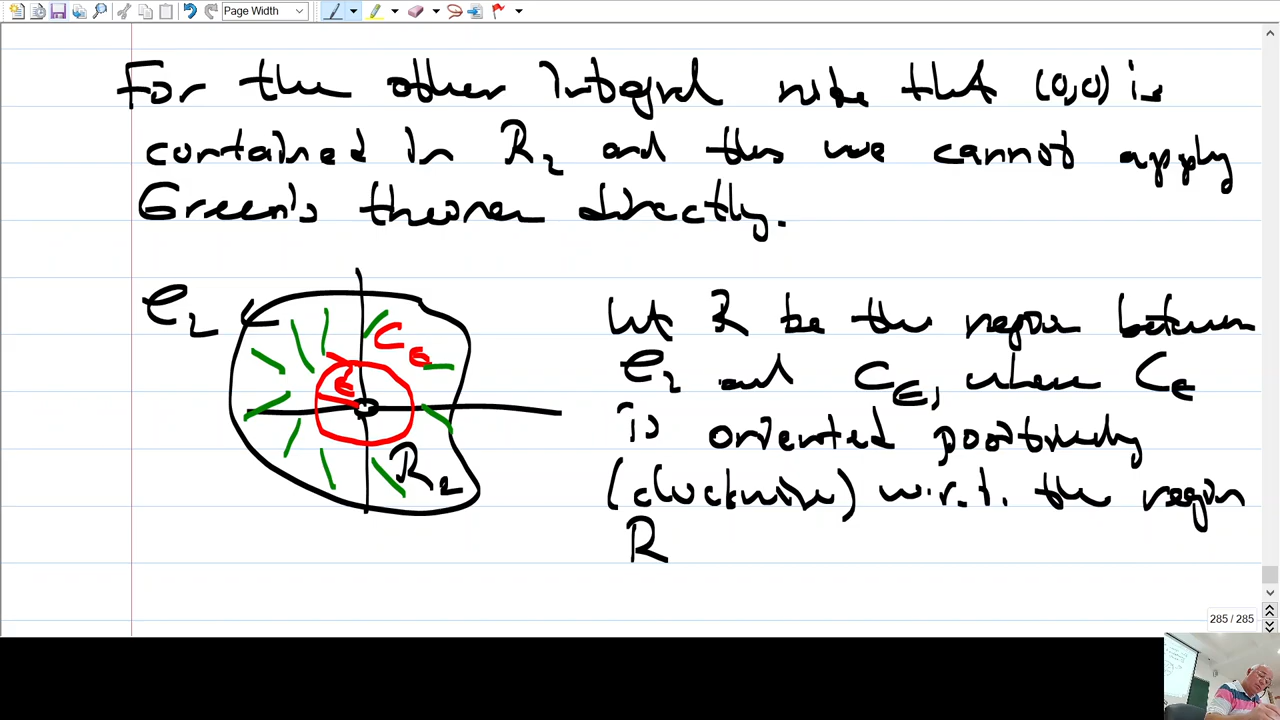 Page Width
For the other integral note that (0,0) is
contained in R₂ and thus we cannot apply
Green's theorem directly.
C₂
C_ϵ
ϵ
R₂
Let R be the region between
C₂ and C_ϵ, where C_ϵ
is oriented positively
(clockwise) w.r.t. the region
R
285 / 285